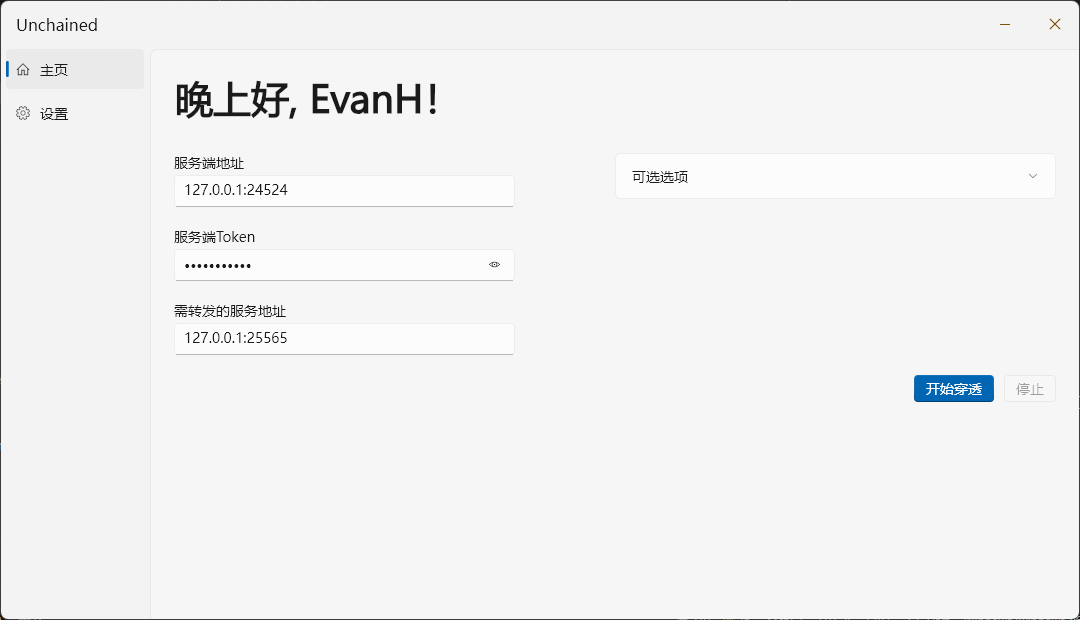 Unchained
主页
设置
晚上好, EvanH!
服务端地址
127.0.0.1:24524
可选选项
服务端Token
•••••••••••
需转发的服务地址
127.0.0.1:25565
开始穿透
停止